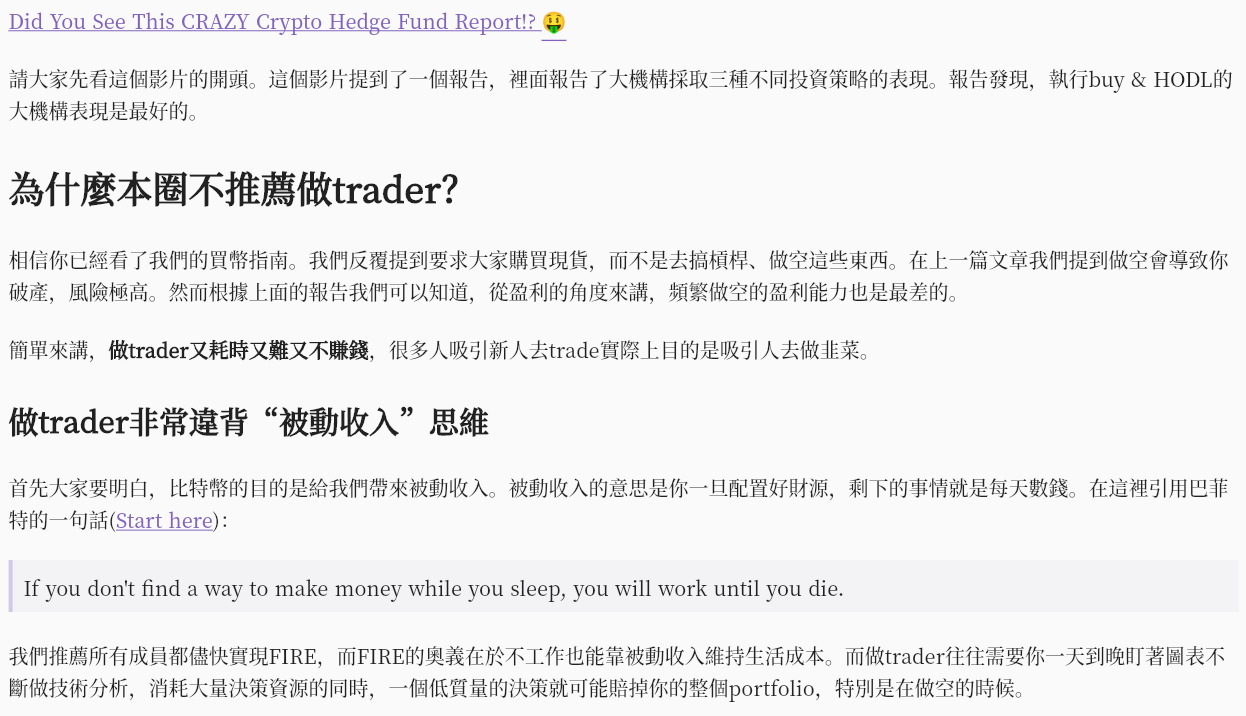 Did You See This CRAZY Crypto Hedge Fund Report!? 🤑
請大家先看這個影片的開頭。這個影片提到了一個報告，裡面報告了大機構採取三種不同投資策略的表現。報告發現，執行buy & HODL的
大機構表現是最好的。
為什麼本圈不推薦做trader？
相信你已經看了我們的買幣指南。我們反覆提到要求大家購買現貨，而不是去搞槓桿、做空這些東西。在上一篇文章我們提到做空會導致你
破產，風險極高。然而根據上面的報告我們可以知道，從盈利的角度來講，頻繁做空的盈利能力也是最差的。
簡單來講，做trader又耗時又難又不賺錢，很多人吸引新人去trade實際上目的是吸引人去做韭菜。
做trader非常違背“被動收入”思維
首先大家要明白，比特幣的目的是給我們帶來被動收入。被動收入的意思是你一旦配置好財源，剩下的事情就是每天數錢。在這裡引用巴菲
特的一句話(Start here)：
If you don't find a way to make money while you sleep, you will work until you die.
我們推薦所有成員都儘快實現FIRE，而FIRE的奧義在於不工作也能靠被動收入維持生活成本。而做trader往往需要你一天到晚盯著圖表不
斷做技術分析，消耗大量決策資源的同時，一個低質量的決策就可能賠掉你的整個portfolio，特別是在做空的時候。